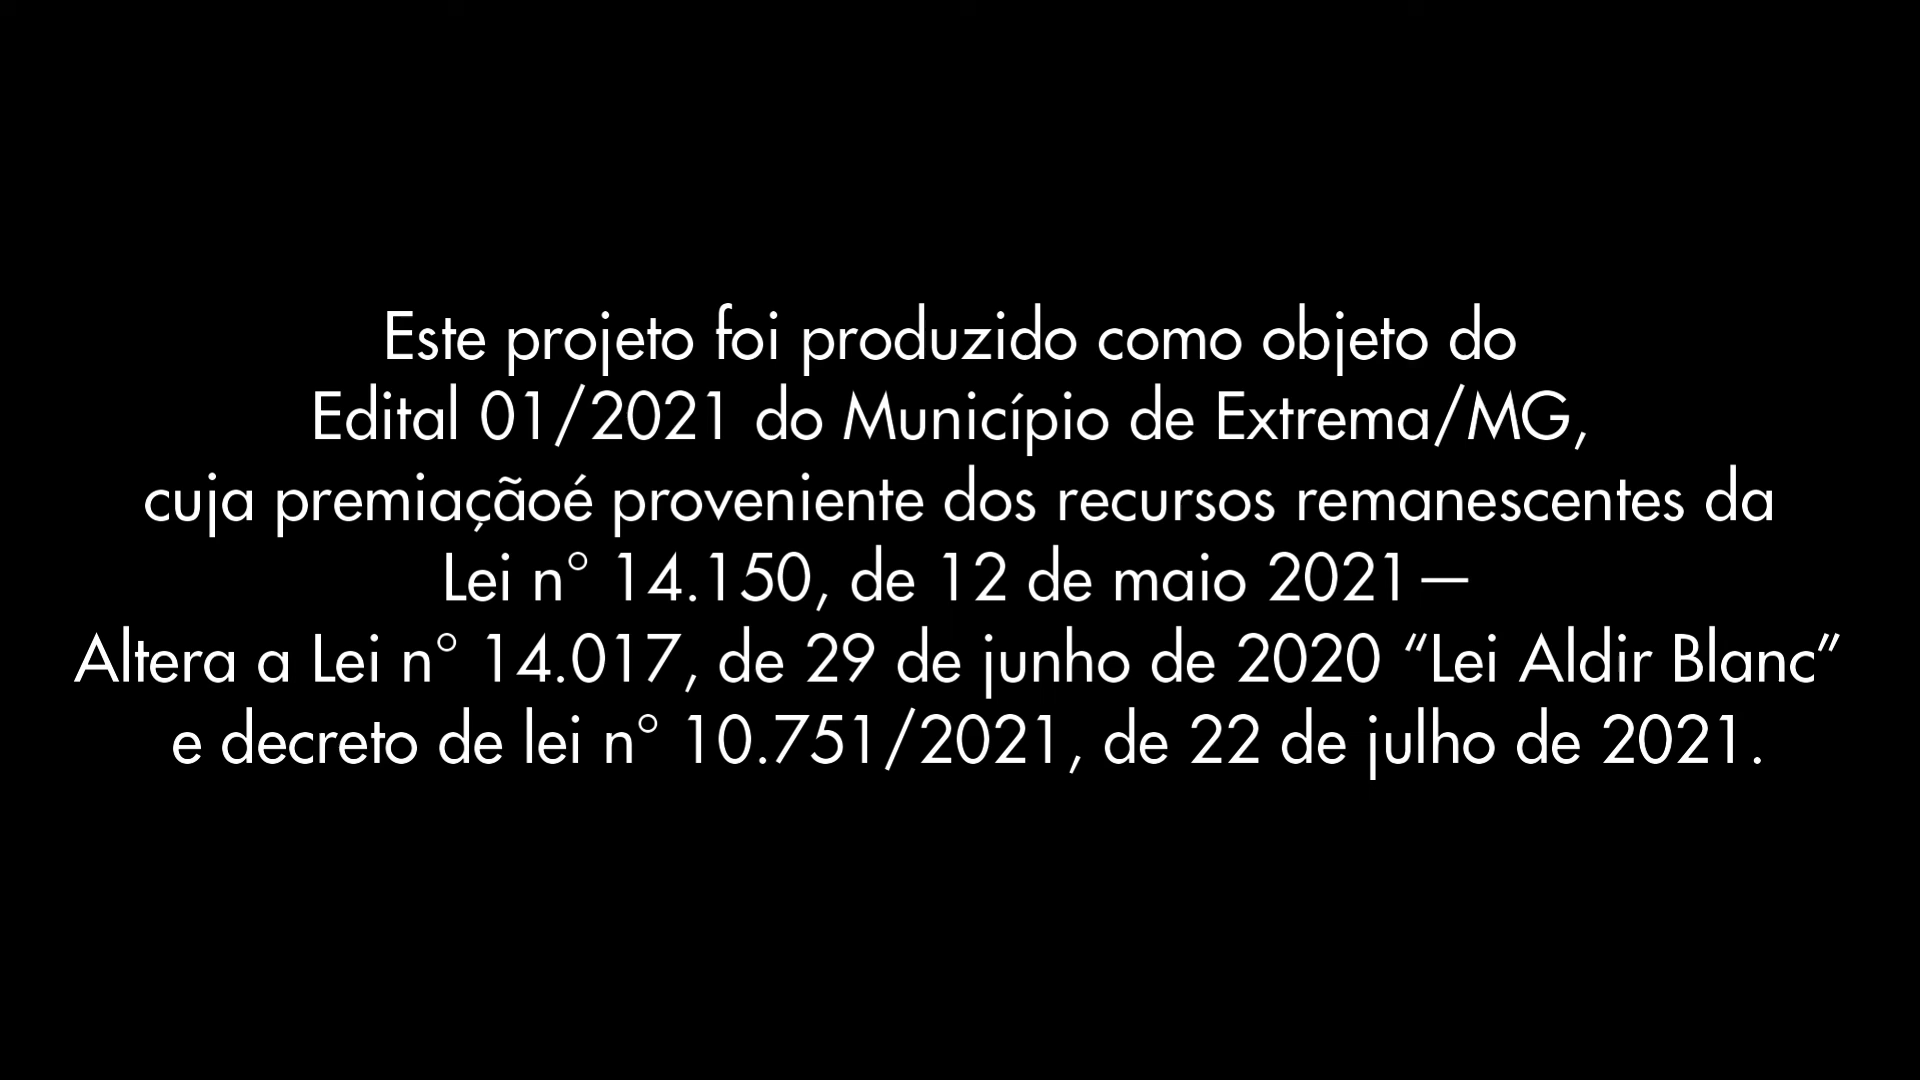 Este projeto foi produzido como objeto do
Edital 01/2021 do Município de Extrema/MG,
cuja premiaçãoé proveniente dos recursos remanescentes da
Lei n° 14.150, de 12 de maio 2021—
Altera a Lei n° 14.017, de 29 de junho de 2020 “Lei Aldir Blanc”
e decreto de lei n° 10.751/2021, de 22 de julho de 2021.